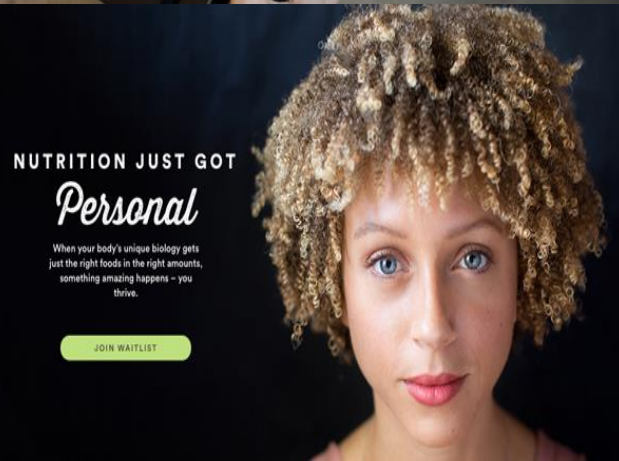 NUTRITION JUST GOT
Personal
When your body's unique biology gets
just the right foods in the right amounts,
something amazing happens – you
thrive.
JOIN WAITLIST